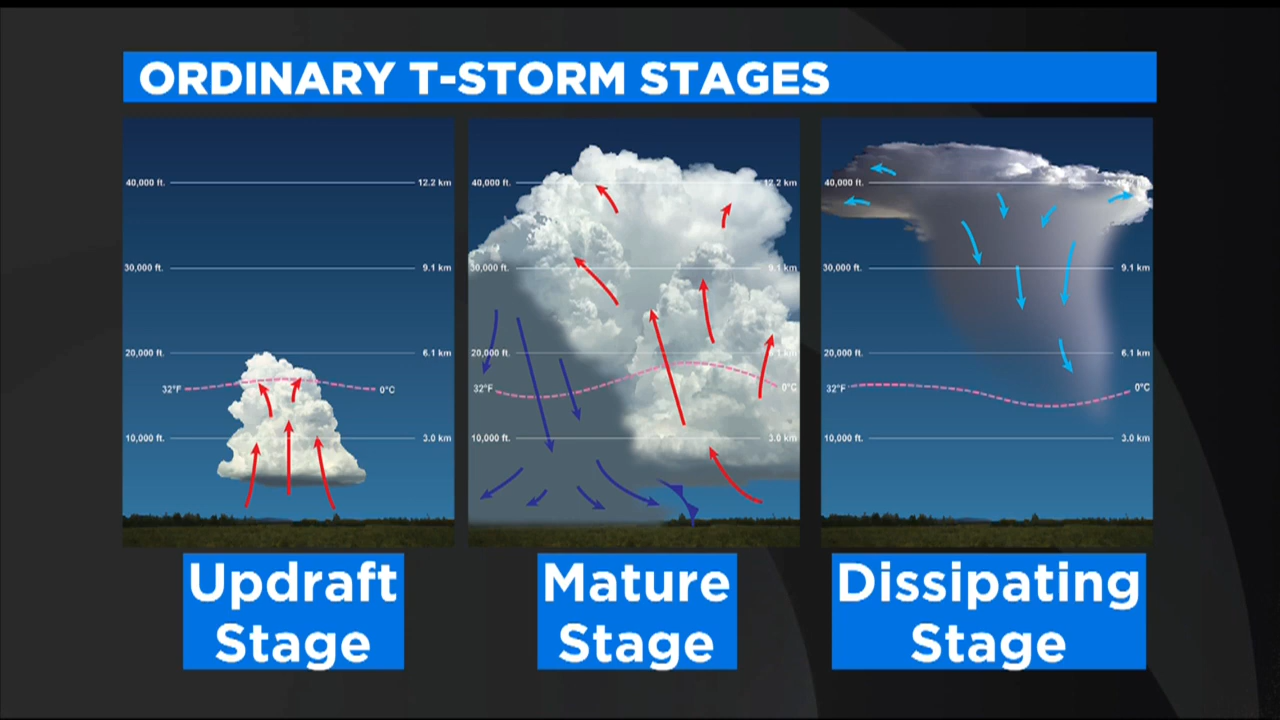 ORDINARY T-STORM STAGES
40,000 ft. 12.2 km
30,000 ft. 9.1 km
20,000 ft. 6.1 km
32°F 0°C
10,000 ft. 3.0 km
40,000 ft. 12.2 km
30,000 ft. 9.1 km
20,000 ft. 6.1 km
32°F 0°C
10,000 ft. 3.0 km
40,000 ft.
30,000 ft. 9.1 km
20,000 ft. 6.1 km
32°F 0°C
10,000 ft. 3.0 km
Updraft
Stage
Mature
Stage
Dissipating
Stage